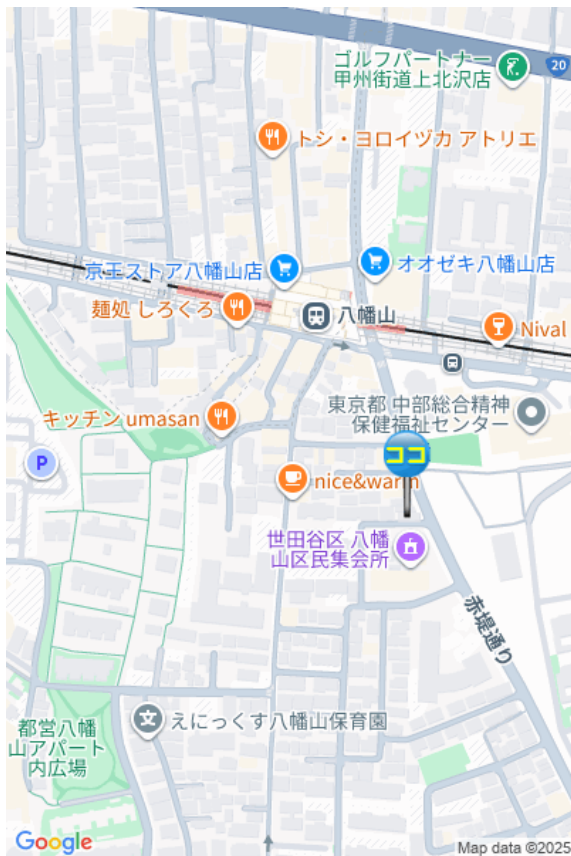 ゴルフパートナー
甲州街道上北沢店
20
トシ・ヨロイヅカ アトリエ
京王ストア八幡山店
オオゼキ八幡山店
麺処 しろくろ
八幡山
Nival
キッチン umasan
東京都 中部総合精神
保健福祉センター
ココ
P
nice&warm
世田谷区 八幡
山区民集会所
赤堤通り
文
えにっくす八幡山保育園
都営八幡
山アパート
内広場
Google
Map data ©2025